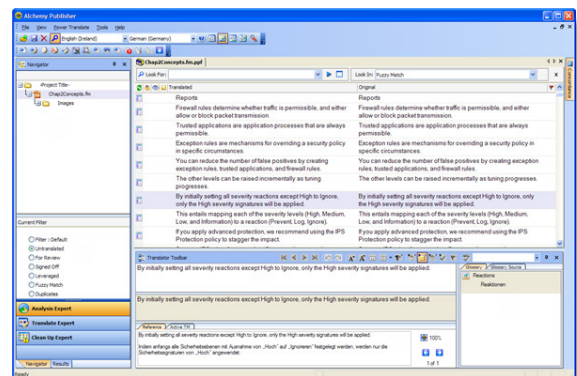 Alchemy Publisher
File View Power Translate Tools Help
English (Ireland) German (Germany)
Navigator
-Project Title-
Chap2Concepts.fm
Images
Current Filter
Filter : Default
Untranslated
For Review
Signed Off
Leveraged
Fuzzy Match
Duplicates
Analysis Expert
Translate Expert
Clean Up Expert
Navigator Results
Ready
Chap2Concepts.fm.ppf
Look For: Look In: Fuzzy Match
Translated Original
Reports Reports
Firewall rules determine whether traffic is permissible, and either Firewall rules determine whether traffic is permissible, and either
allow or block packet transmission. allow or block packet transmission.
Trusted applications are application processes that are always Trusted applications are application processes that are always
permissible. permissible.
Exception rules are mechanisms for overriding a security policy Exception rules are mechanisms for overriding a security policy
in specific circumstances. in specific circumstances.
You can reduce the number of false positives by creating You can reduce the number of false positives by creating
exception rules, trusted applications, and firewall rules. exception rules, trusted applications, and firewall rules.
The other levels can be raised incrementally as tuning The other levels can be raised incrementally as tuning
progresses. progresses.
By initially setting all severity reactions except High to Ignore, By initially setting all severity reactions except High to Ignore,
only the High severity signatures will be applied. only the High severity signatures will be applied.
This entails mapping each of the severity levels (High, Medium, This entails mapping each of the severity levels (High, Medium,
Low, and Information) to a reaction (Prevent, Log, Ignore). Low, and Information) to a reaction (Prevent, Log, Ignore).
If you apply advanced protection, we recommend using the IPS If you apply advanced protection, we recommend using the IPS
Protection policy to stagger the impact. Protection policy to stagger the impact.
Concordance
Translator Toolbar
By initially setting all severity reactions except High to Ignore, only the High severity signatures will be applied.
By initially setting all severity reactions except High to Ignore, only the High severity signatures will be applied.
Reference Active TM
By initially setting all severity reactions except High to Ignore, only the High severity signatures will be applied.
Indem anfangs alle Sicherheitsebenen mit Ausnahme von „Hoch“ auf „Ignorieren“ festgelegt werden, werden nur die
Sicherheitssignaturen von „Hoch“ angewendet.
100%
1 of 1
Glossary Glossary Source
Reactions
Reaktionen